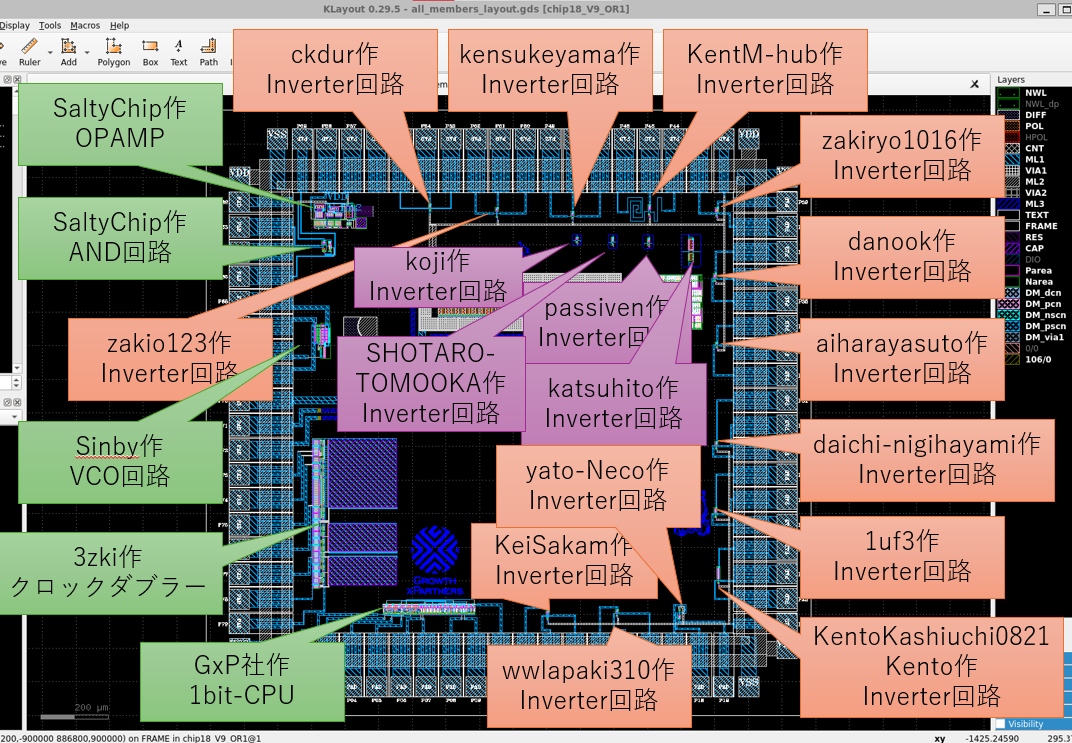 KLayout 0.29.5 - all_members_layout.gds [chip18_V9_OR1]
Display Tools Macros Help
Ruler Add Polygon Box Text Path
ckdur作
Inverter回路
kensukeyama作
Inverter回路
KentM-hub作
Inverter回路
SaltyChip作
OPAMP
zakiryo1016作
Inverter回路
SaltyChip作
AND回路
koji作
Inverter回路
danook作
Inverter回路
passiven作
Inverter回
zakio123作
Inverter回路
SHOTARO-
TOMOOKA作
Inverter回路
aiharayasuto作
Inverter回路
katsuhito作
Inverter回路
Sinby作
VCO回路
daichi-nigihayami作
Inverter回路
yato-Neco作
Inverter回路
3zki作
クロックダブラー
KeiSakam作
Inverter回路
1uf3作
Inverter回路
GROWTH
xPARTNERS
GxP社作
1bit-CPU
wwlapaki310作
Inverter回路
KentoKashiuchi0821
Kento作
Inverter回路
VSS
VDD
VDD
VSS
200 μm
Layers
NWL
NWL_dp
DIFF
POL
HPOL
CNT
ML1
VIA1
ML2
VIA2
ML3
TEXT
FRAME
RES
CAP
DIO
Parea
Narea
DM_dcn
DM_pcn
DM_nscn
DM_pscn
DM_via1
0/0
106/0
Visibility
200,-900000 886800,900000) on FRAME in chip18_V9_OR1@1
xy -1425.24590 295.3